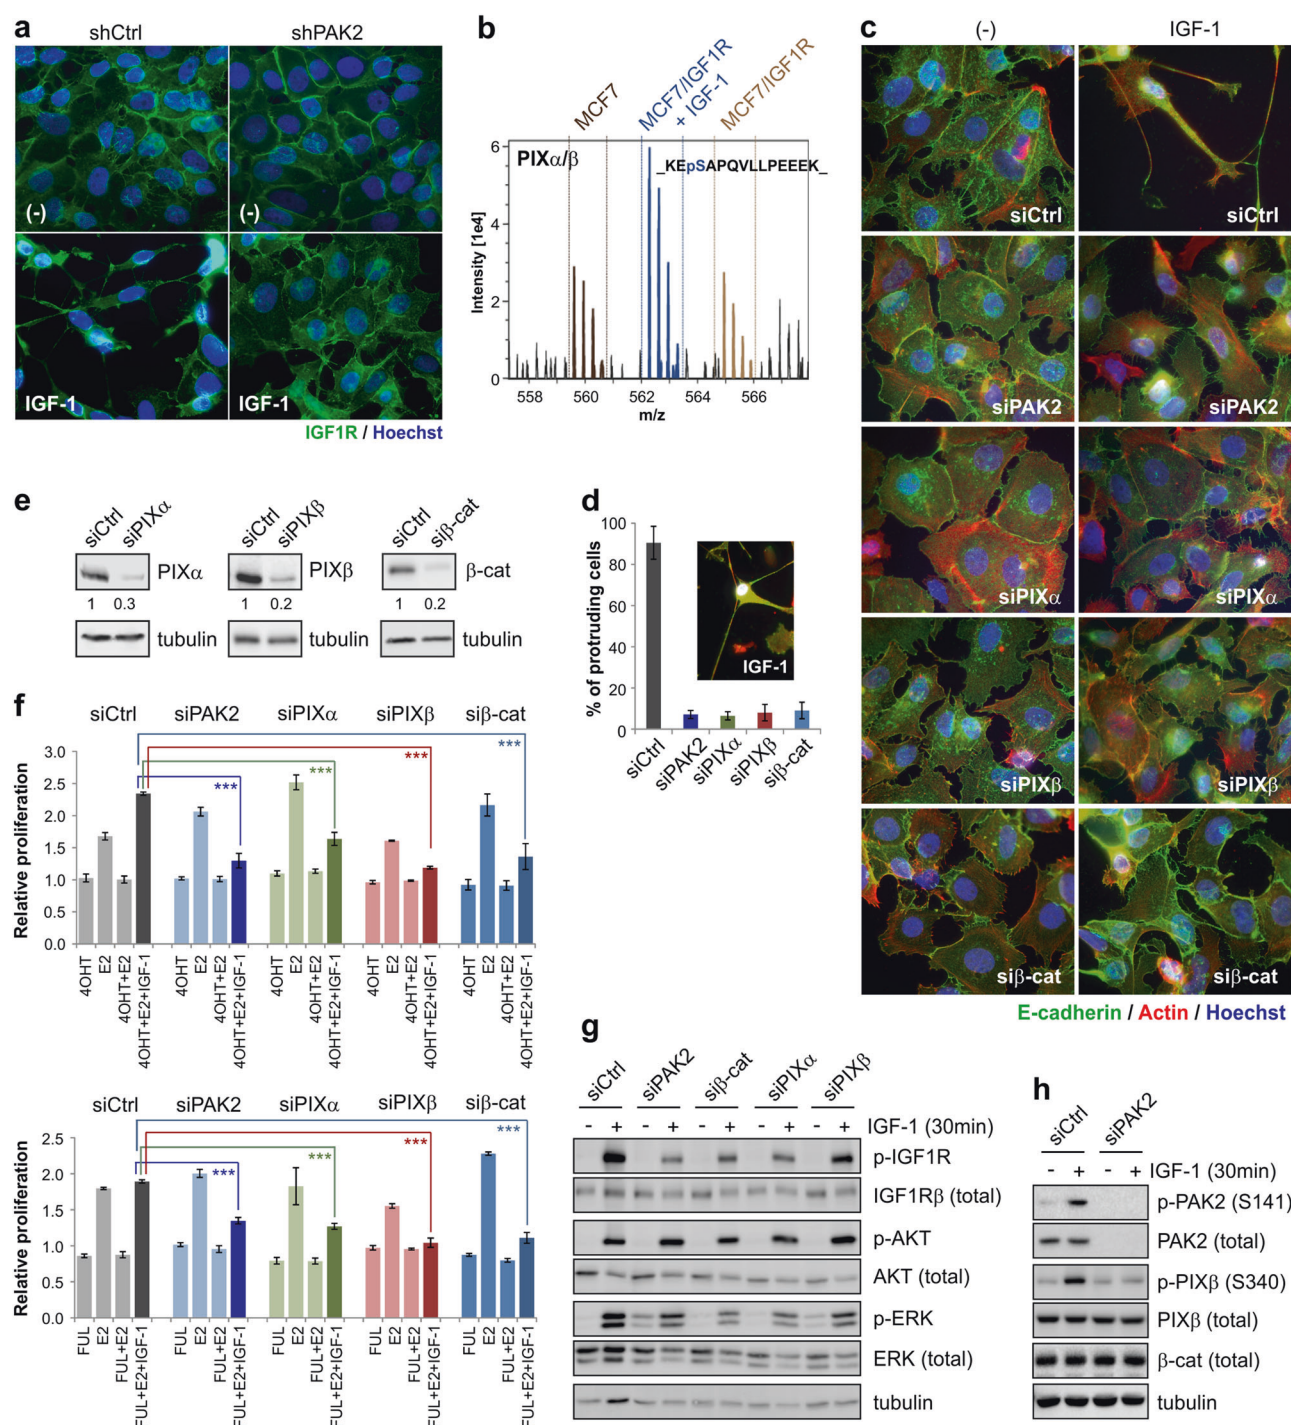 a
shCtrl
shPAK2
(-)
(-)
IGF-1
IGF-1
IGF1R / Hoechst
b
MCF7
MCF7/IGF1R
+ IGF-1
MCF7/IGF1R
PIXα/β
_KEpSAPQVLLPEEEK_
Intensity [1e4]
6
4
2
0
558
560
562
564
566
m/z
c
(-)
IGF-1
siCtrl
siCtrl
siPAK2
siPAK2
siPIXα
siPIXα
siPIXβ
siPIXβ
siβ-cat
siβ-cat
E-cadherin / Actin / Hoechst
d
% of protruding cells
100
80
60
40
20
0
IGF-1
siCtrl
siPAK2
siPIXα
siPIXβ
siβ-cat
e
siCtrl
siPIXα
PIXα
1 0.3
tubulin
siCtrl
siPIXβ
PIXβ
1 0.2
tubulin
siCtrl
siβ-cat
β-cat
1 0.2
tubulin
f
siCtrl siPAK2 siPIXα siPIXβ siβ-cat
*** *** *** ***
Relative proliferation
3.0
2.5
2.0
1.5
1.0
0.5
0.0
4OHT
E2
4OHT+E2
4OHT+E2+IGF-1
4OHT
E2
4OHT+E2
4OHT+E2+IGF-1
4OHT
E2
4OHT+E2
4OHT+E2+IGF-1
4OHT
E2
4OHT+E2
4OHT+E2+IGF-1
4OHT
E2
4OHT+E2
4OHT+E2+IGF-1
siCtrl siPAK2 siPIXα siPIXβ siβ-cat
*** *** *** ***
Relative proliferation
2.5
2.0
1.5
1.0
0.5
0.0
FUL
E2
FUL+E2
FUL+E2+IGF-1
FUL
E2
FUL+E2
FUL+E2+IGF-1
FUL
E2
FUL+E2
FUL+E2+IGF-1
FUL
E2
FUL+E2
FUL+E2+IGF-1
FUL
E2
FUL+E2
FUL+E2+IGF-1
g
siCtrl
siPAK2
siβ-cat
siPIXα
siPIXβ
- + - + - + - + - + IGF-1 (30min)
p-IGF1R
IGF1Rβ (total)
p-AKT
AKT (total)
p-ERK
ERK (total)
tubulin
h
siCtrl
siPAK2
- + - + IGF-1 (30min)
p-PAK2 (S141)
PAK2 (total)
p-PIXβ (S340)
PIXβ (total)
β-cat (total)
tubulin